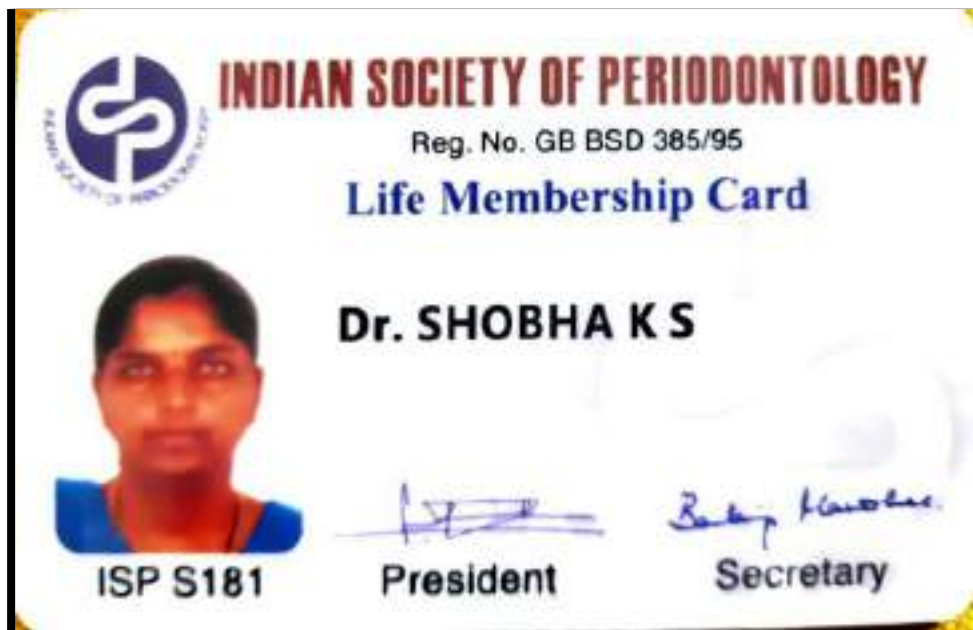 INDIAN SOCIETY OF PERIODONTOLOGY
Reg. No. GB BSD 385/95
Life Membership Card
Dr. SHOBHA K S
ISP S181
President
Secretary